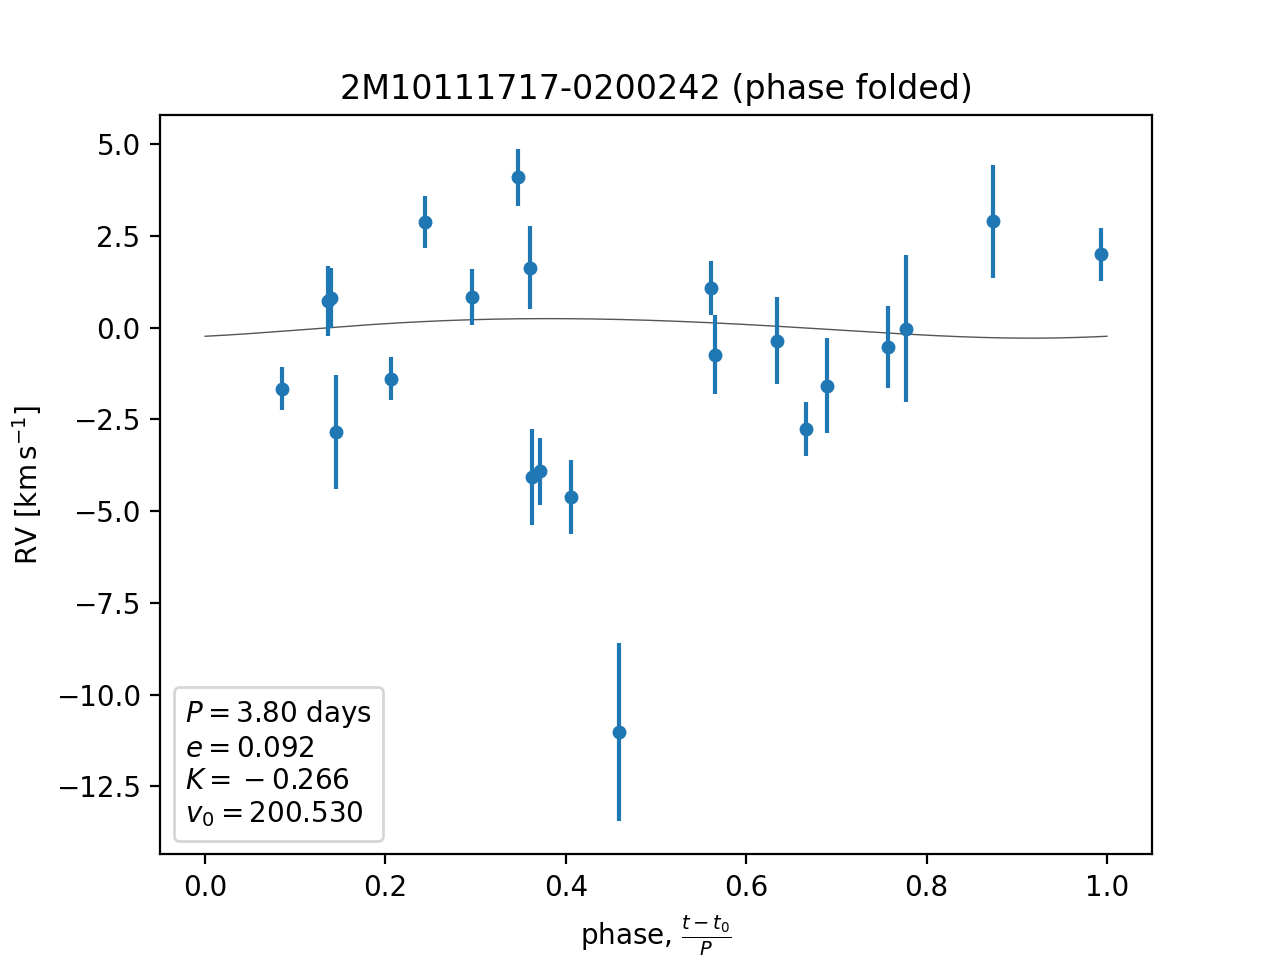 2M10111717-0200242 (phase folded)
5.0
2.5
0.0
−2.5
−5.0
−7.5
−10.0
−12.5
RV [km s⁻¹]
P = 3.80 days
e = 0.092
K = −0.266
v₀ = 200.530
0.0 0.2 0.4 0.6 0.8 1.0
phase, (t − t₀)/P